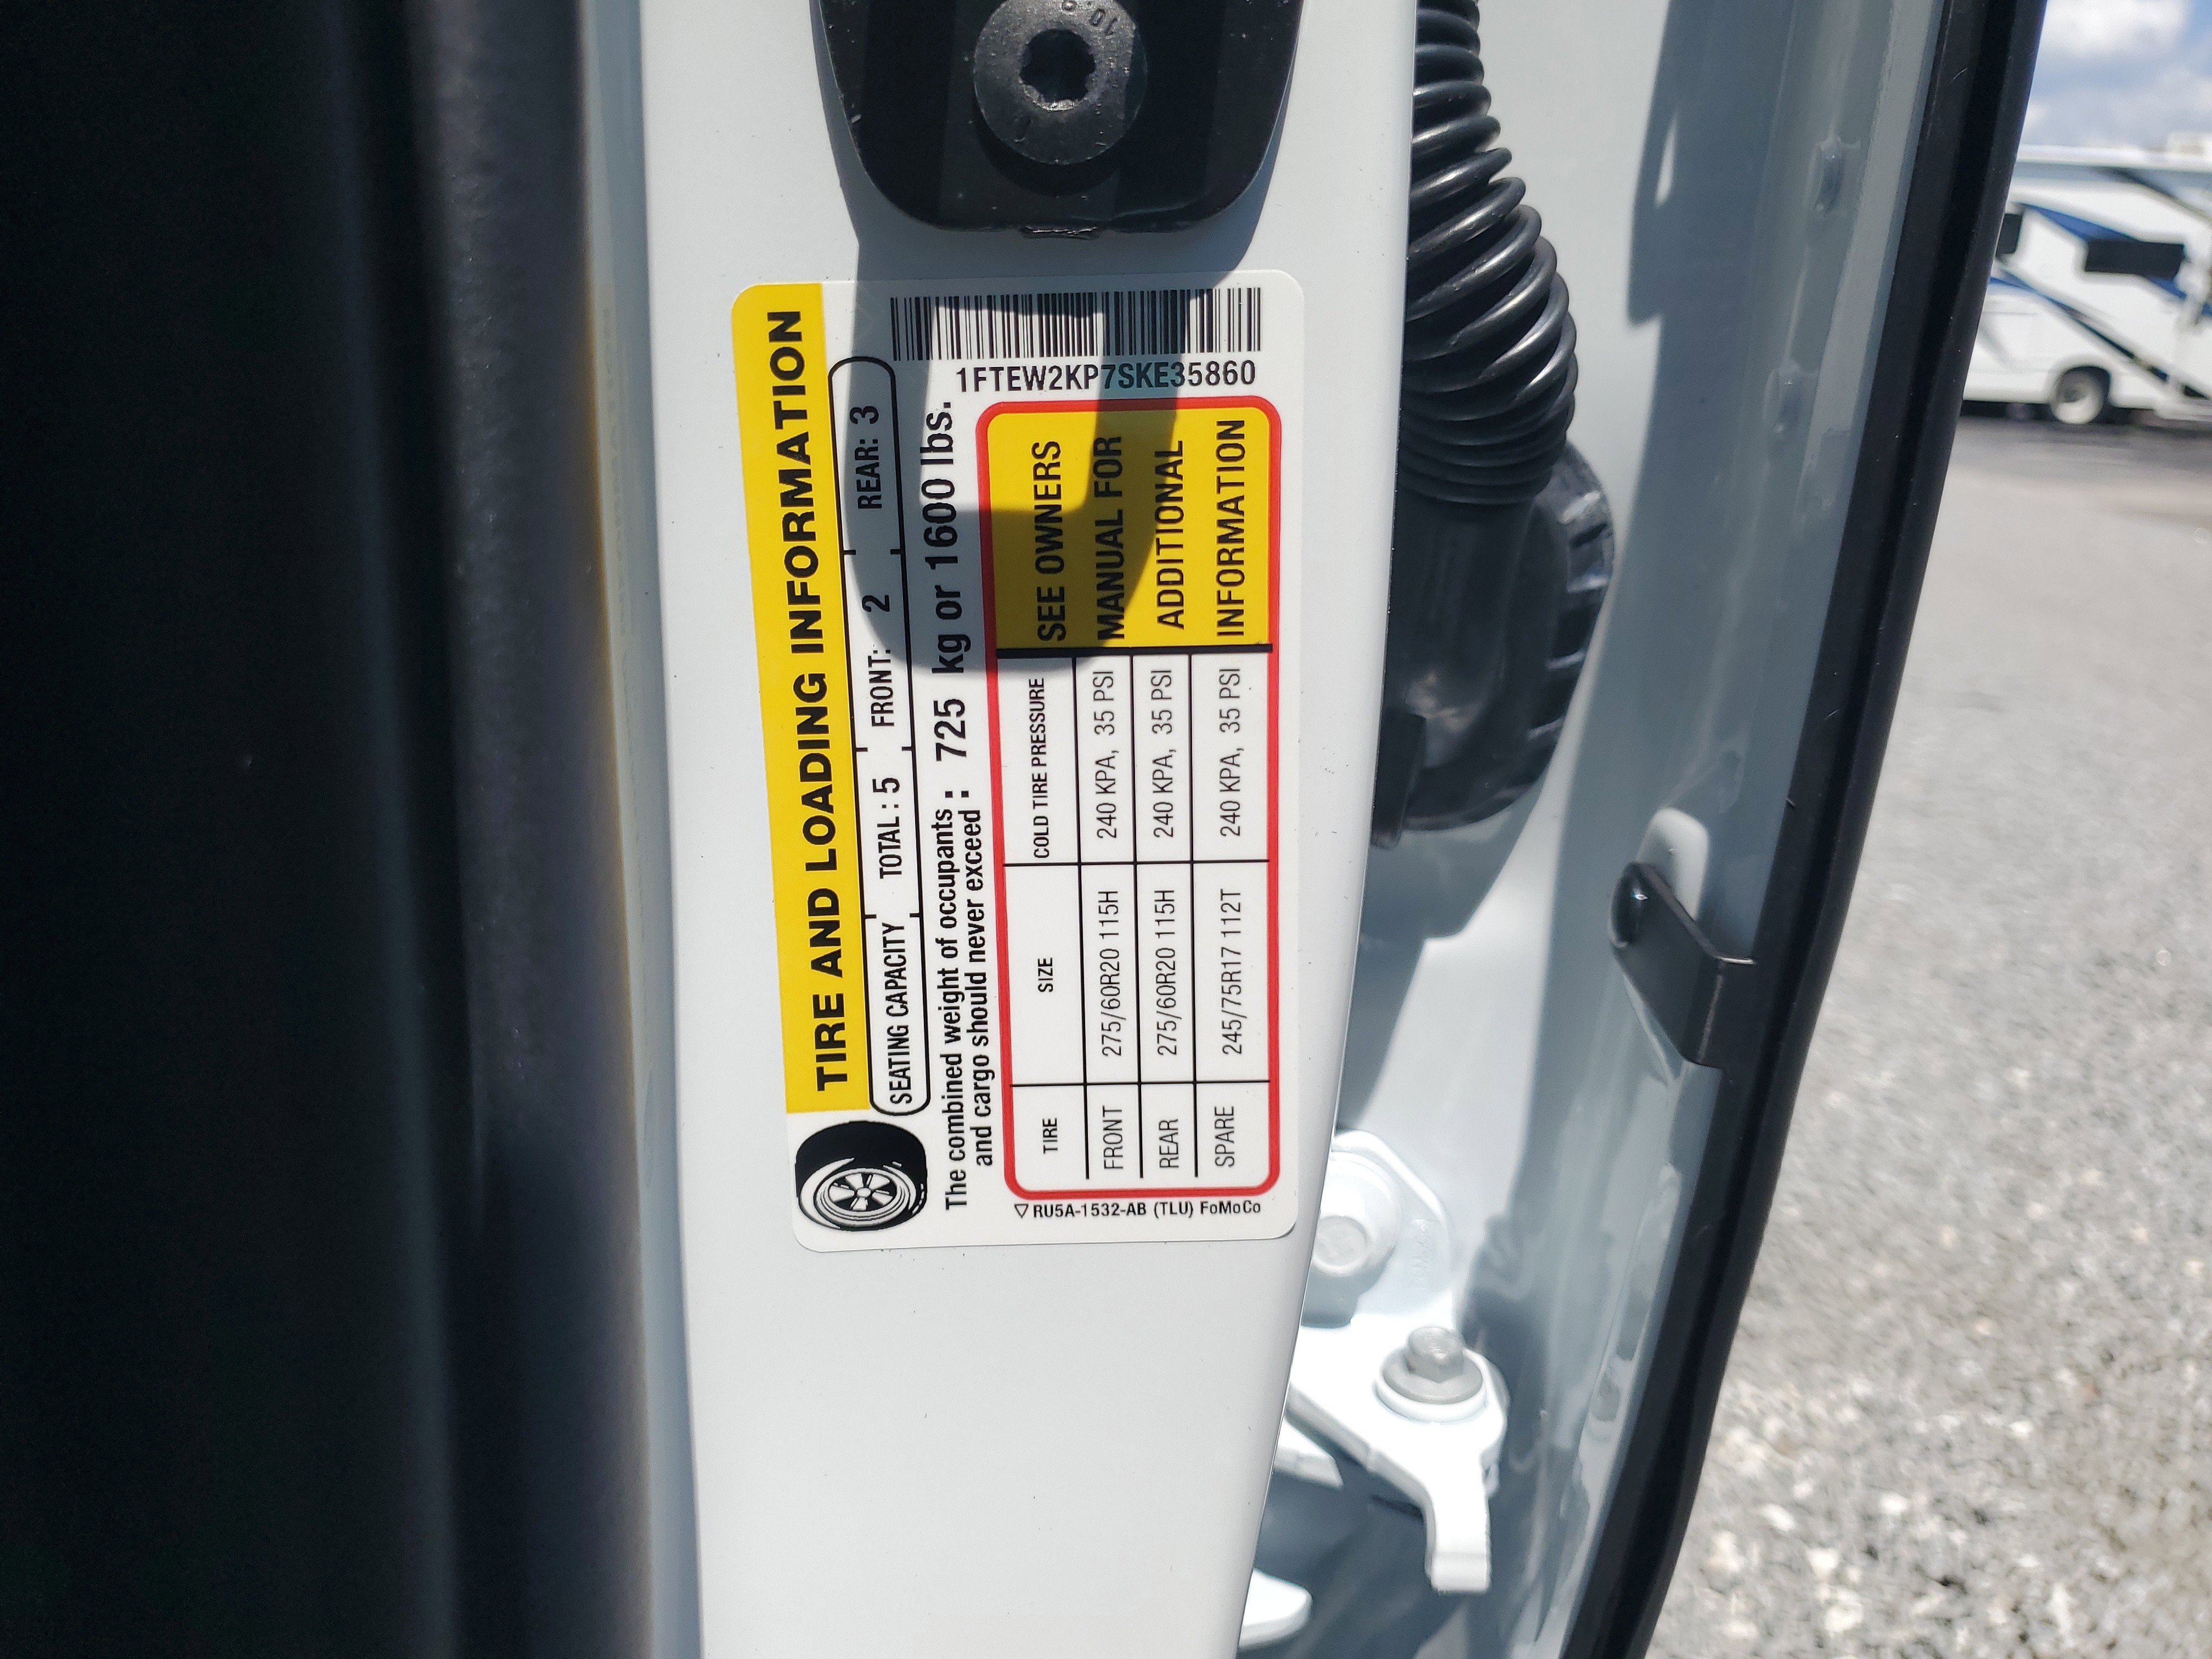 TIRE AND LOADING INFORMATION
SEATING CAPACITY TOTAL : 5 FRONT: 2 REAR: 3
The combined weight of occupants : 725 kg or 1600 lbs.
and cargo should never exceed :
1FTEW2KP7SKE35860
TIRE SIZE COLD TIRE PRESSURE
FRONT 275/60R20 115H 240 KPA, 35 PSI
REAR 275/60R20 115H 240 KPA, 35 PSI
SPARE 245/75R17 112T 240 KPA, 35 PSI
SEE OWNERS
MANUAL FOR
ADDITIONAL
INFORMATION
▽RU5A-1532-AB (TLU) FoMoCo
10.9